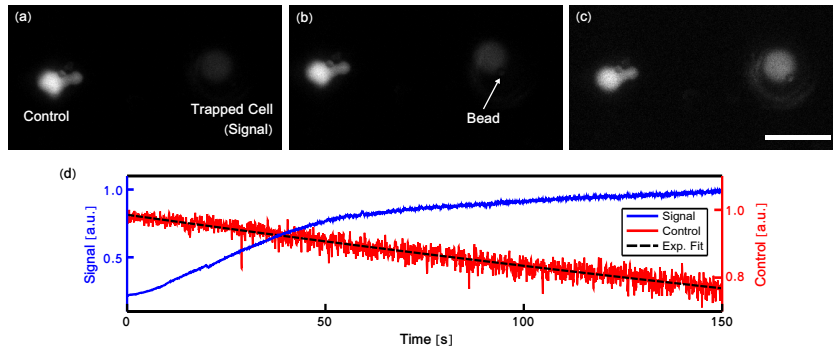 (a)
Control
Trapped Cell
(Signal)
(b)
Bead
(c)
(d)
1.0
0.5
Signal [a.u.]
1.0
0.8
Control [a.u.]
Signal
Control
Exp. Fit
0
50
100
150
Time [s]